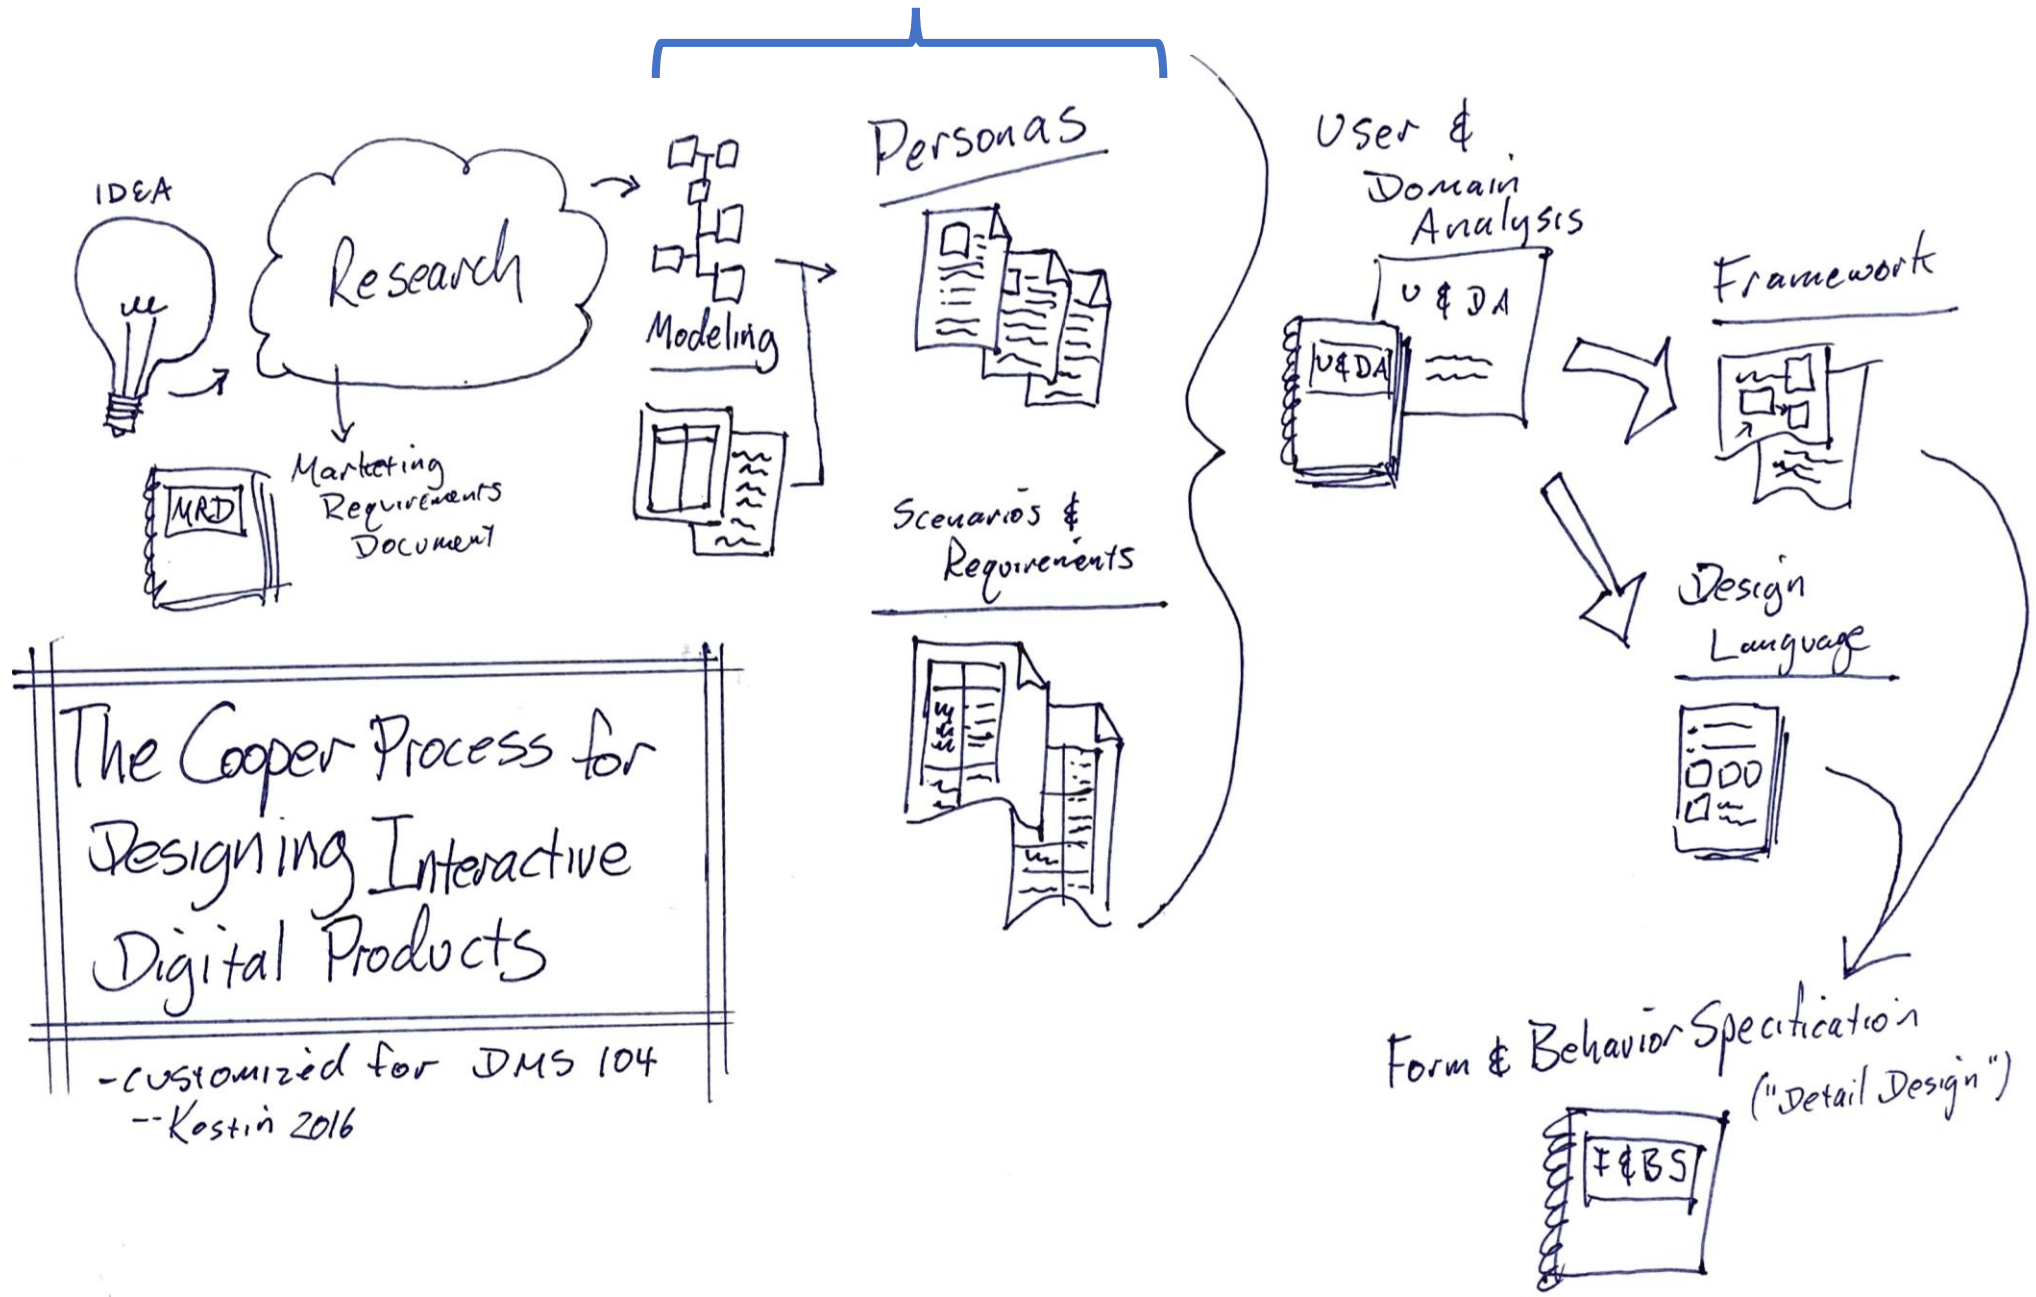 IDEA
Research
MRD
Marketing
Requirements
Document
Modeling
Personas
Scenarios &
Requirements
User &
Domain
Analysis
U & DA
U&DA
Framework
Design
Language
Form & Behavior Specification
("Detail Design")
F&BS
The Cooper Process for
Designing Interactive
Digital Products
-customized for DMS 104
--Kostin 2016